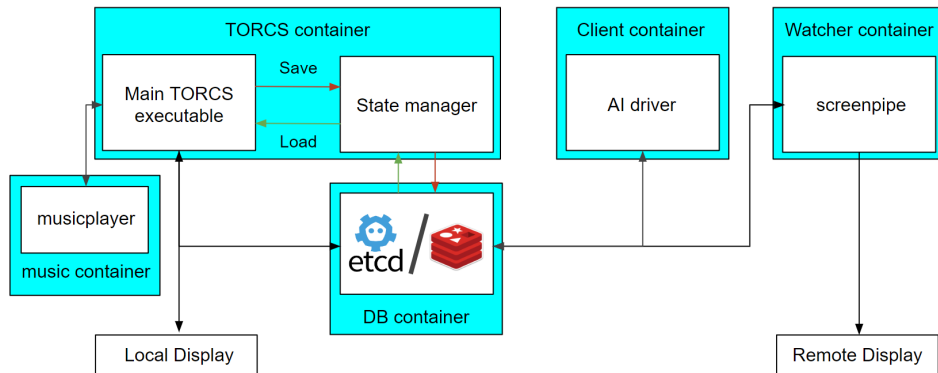 TORCS container
Client container
Watcher container
Main TORCS
executable
Save
Load
State manager
AI driver
screenpipe
musicplayer
music container
etcd
/
DB container
Local Display
Remote Display